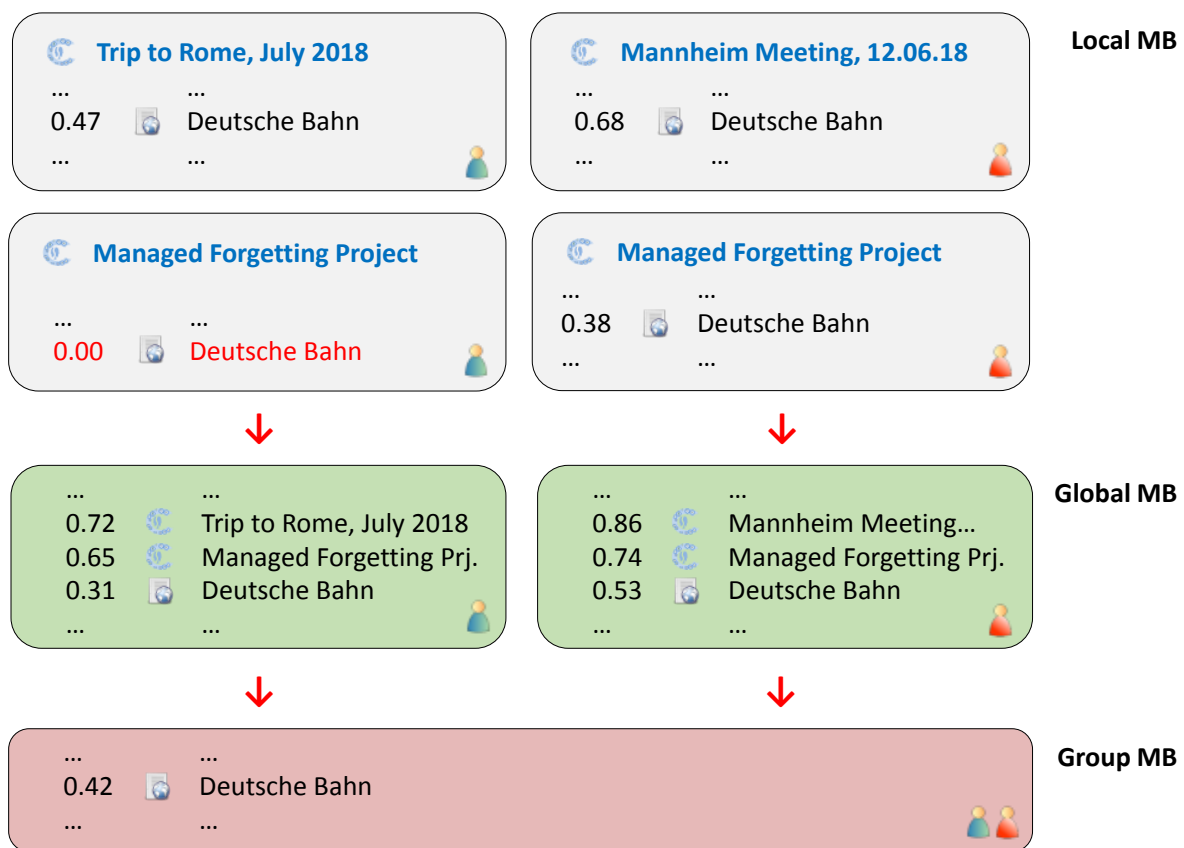 Local MB
Trip to Rome, July 2018
... ...
0.47 Deutsche Bahn
... ...
Mannheim Meeting, 12.06.18
... ...
0.68 Deutsche Bahn
... ...
Managed Forgetting Project
... ...
0.00 Deutsche Bahn
Managed Forgetting Project
... ...
0.38 Deutsche Bahn
... ...
Global MB
... ...
0.72 Trip to Rome, July 2018
0.65 Managed Forgetting Prj.
0.31 Deutsche Bahn
... ...
... ...
0.86 Mannheim Meeting...
0.74 Managed Forgetting Prj.
0.53 Deutsche Bahn
... ...
Group MB
... ...
0.42 Deutsche Bahn
... ...